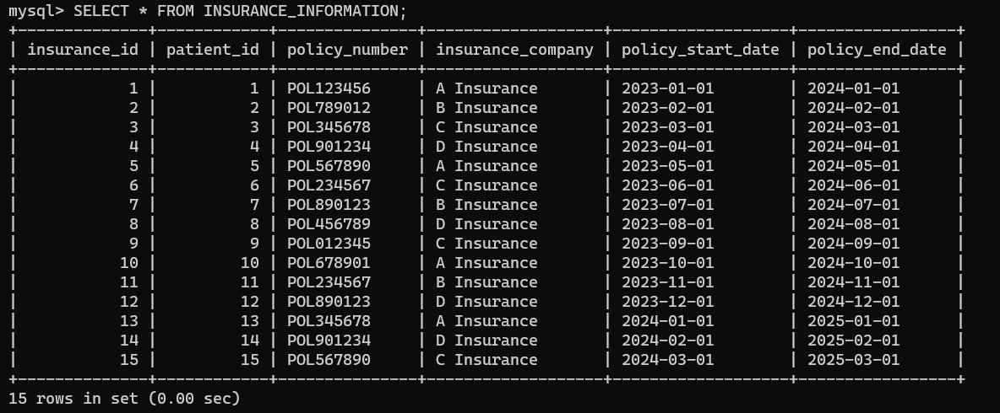 mysql> SELECT * FROM INSURANCE_INFORMATION;
+--------------+------------+---------------+-------------------+-------------------+-----------------+
| insurance_id | patient_id | policy_number | insurance_company | policy_start_date | policy_end_date |
+--------------+------------+---------------+-------------------+-------------------+-----------------+
|            1 |          1 | POL123456     | A Insurance       | 2023-01-01        | 2024-01-01      |
|            2 |          2 | POL789012     | B Insurance       | 2023-02-01        | 2024-02-01      |
|            3 |          3 | POL345678     | C Insurance       | 2023-03-01        | 2024-03-01      |
|            4 |          4 | POL901234     | D Insurance       | 2023-04-01        | 2024-04-01      |
|            5 |          5 | POL567890     | A Insurance       | 2023-05-01        | 2024-05-01      |
|            6 |          6 | POL234567     | C Insurance       | 2023-06-01        | 2024-06-01      |
|            7 |          7 | POL890123     | B Insurance       | 2023-07-01        | 2024-07-01      |
|            8 |          8 | POL456789     | D Insurance       | 2023-08-01        | 2024-08-01      |
|            9 |          9 | POL012345     | C Insurance       | 2023-09-01        | 2024-09-01      |
|           10 |         10 | POL678901     | A Insurance       | 2023-10-01        | 2024-10-01      |
|           11 |         11 | POL234567     | B Insurance       | 2023-11-01        | 2024-11-01      |
|           12 |         12 | POL890123     | D Insurance       | 2023-12-01        | 2024-12-01      |
|           13 |         13 | POL345678     | A Insurance       | 2024-01-01        | 2025-01-01      |
|           14 |         14 | POL901234     | D Insurance       | 2024-02-01        | 2025-02-01      |
|           15 |         15 | POL567890     | C Insurance       | 2024-03-01        | 2025-03-01      |
+--------------+------------+---------------+-------------------+-------------------+-----------------+
15 rows in set (0.00 sec)